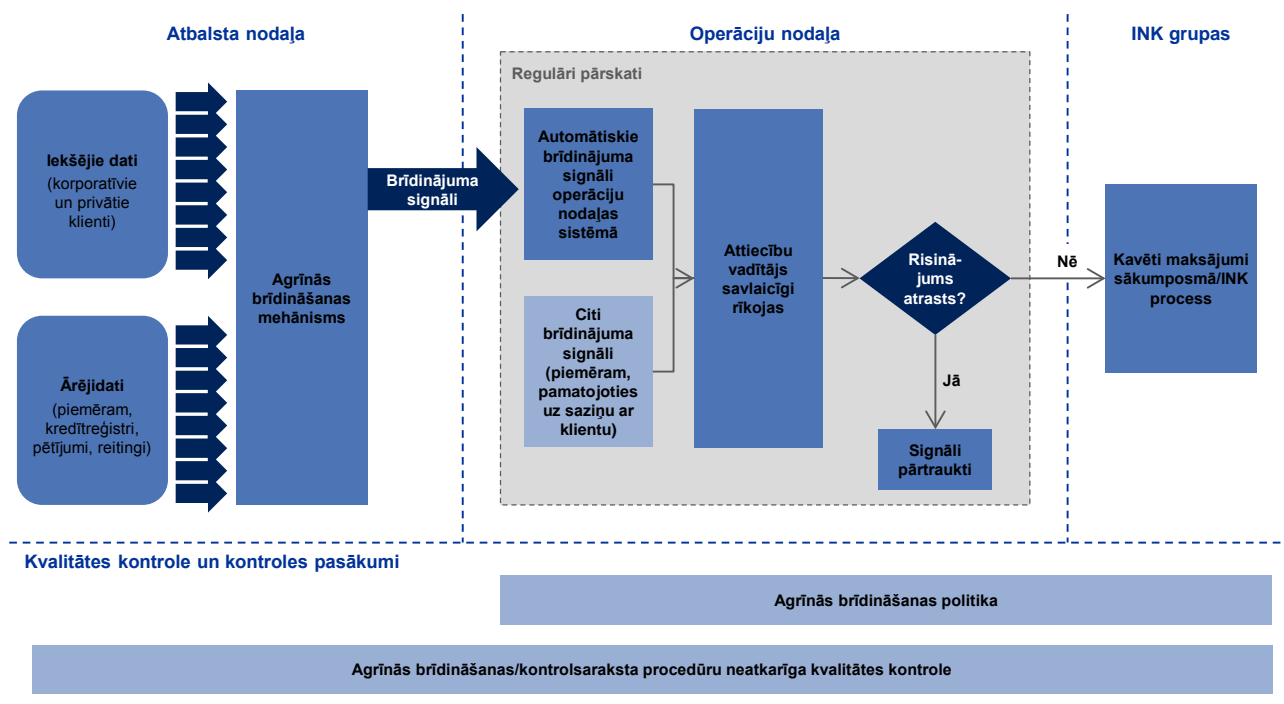 Atbalsta nodaļa
Operāciju nodaļa
INK grupas
Regulāri pārskati
Iekšējie dati
(korporatīvie
un privātie
klienti)
Ārējidati
(piemēram,
kredītreģistri,
pētījumi, reitingi)
Agrīnās
brīdināšanas
mehānisms
Brīdinājuma
signāli
Automātiskie
brīdinājuma
signāli
operāciju
nodaļas
sistēmā
Citi
brīdinājuma
signāli
(piemēram,
pamatojoties
uz saziņu ar
klientu)
Attiecību
vadītājs
savlaicīgi
rīkojas
Risinā-
jums
atrasts?
Nē
Jā
Signāli
pārtraukti
Kavēti maksājumi
sākumposmā/INK
process
Kvalitātes kontrole un kontroles pasākumi
Agrīnās brīdināšanas politika
Agrīnās brīdināšanas/kontrolsaraksta procedūru neatkarīga kvalitātes kontrole